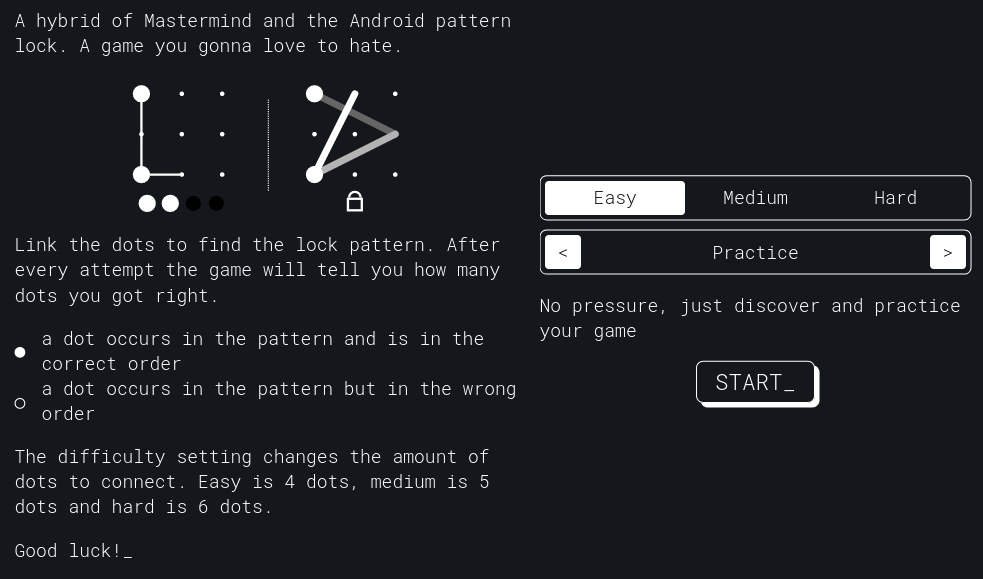 A hybrid of Mastermind and the Android pattern
lock. A game you gonna love to hate.
Link the dots to find the lock pattern. After
every attempt the game will tell you how many
dots you got right.
a dot occurs in the pattern and is in the
correct order
a dot occurs in the pattern but in the wrong
order
The difficulty setting changes the amount of
dots to connect. Easy is 4 dots, medium is 5
dots and hard is 6 dots.
Good luck!_
Easy Medium Hard
< Practice >
No pressure, just discover and practice
your game
START_